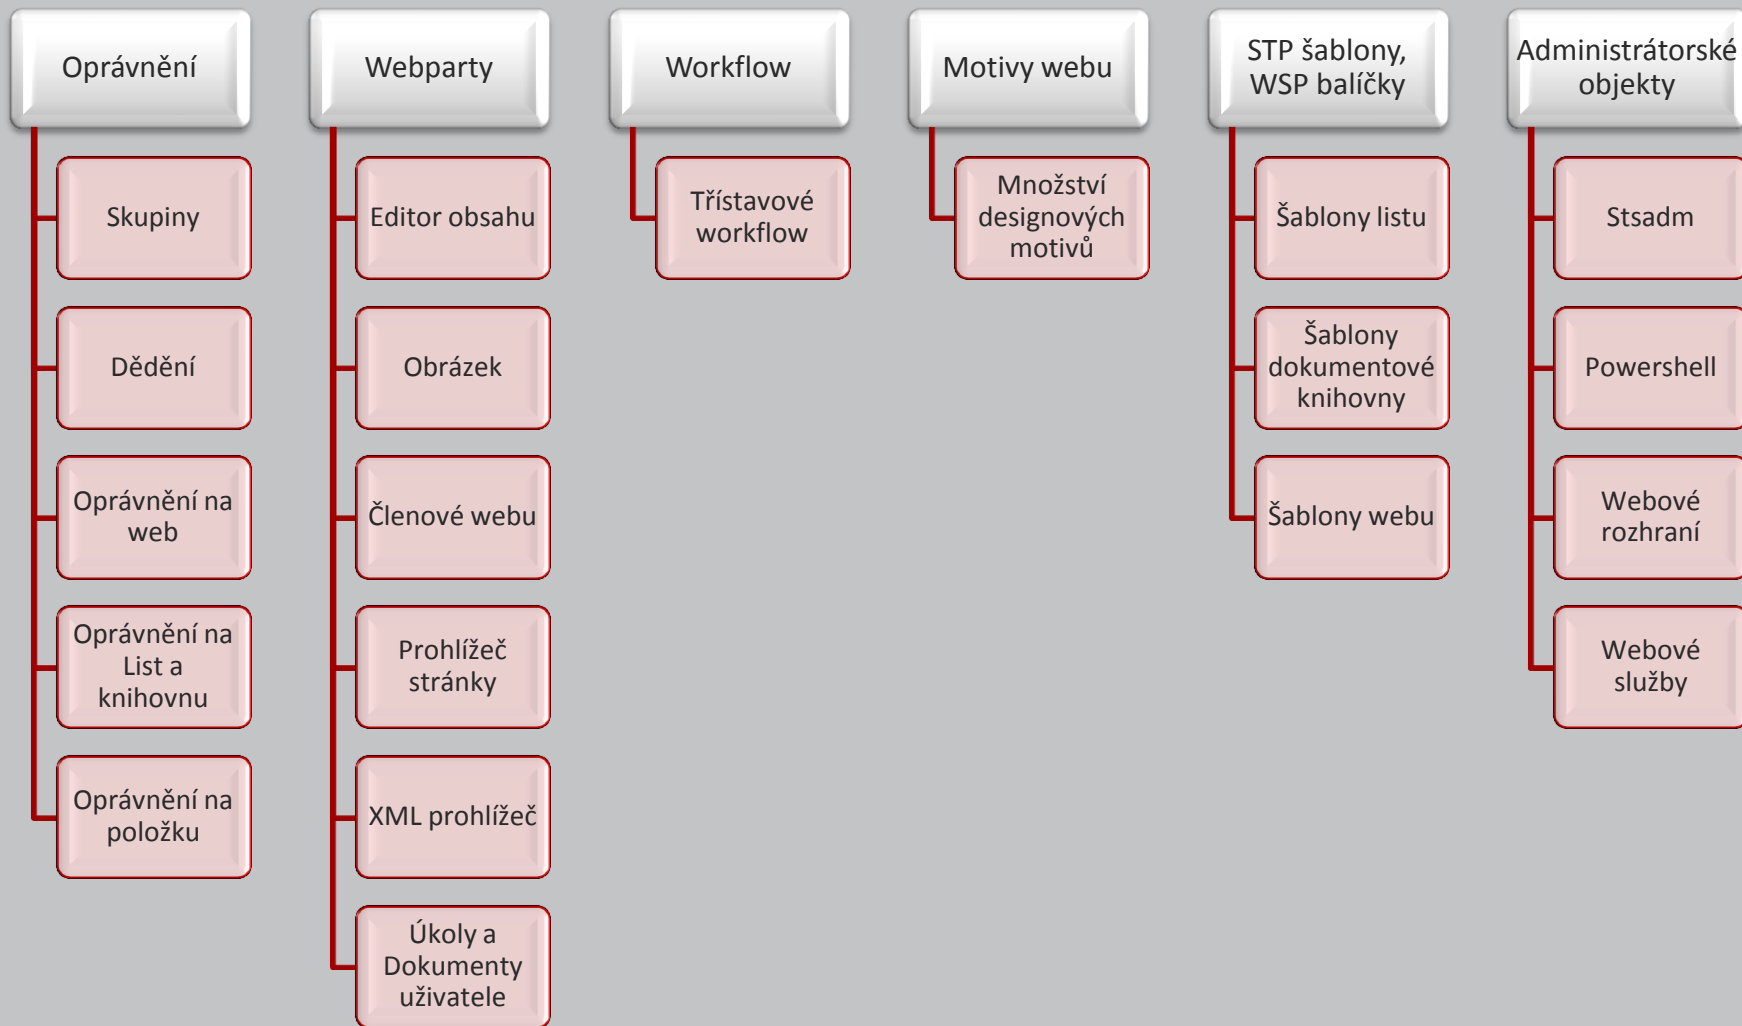 Oprávnění
Skupiny
Dědění
Oprávnění na
web
Oprávnění na
List a
knihovnu
Oprávnění na
položku
Webparty
Editor obsahu
Obrázek
Členové webu
Prohlížeč
stránky
XML prohlížeč
Úkoly a
Dokumenty
uživatele
Workflow
Třístavové
workflow
Motivy webu
Množství
designových
motivů
STP šablony,
WSP balíčky
Šablony listu
Šablony
dokumentové
knihovny
Šablony webu
Administrátorské
objekty
Stsadm
Powershell
Webové
rozhraní
Webové
služby